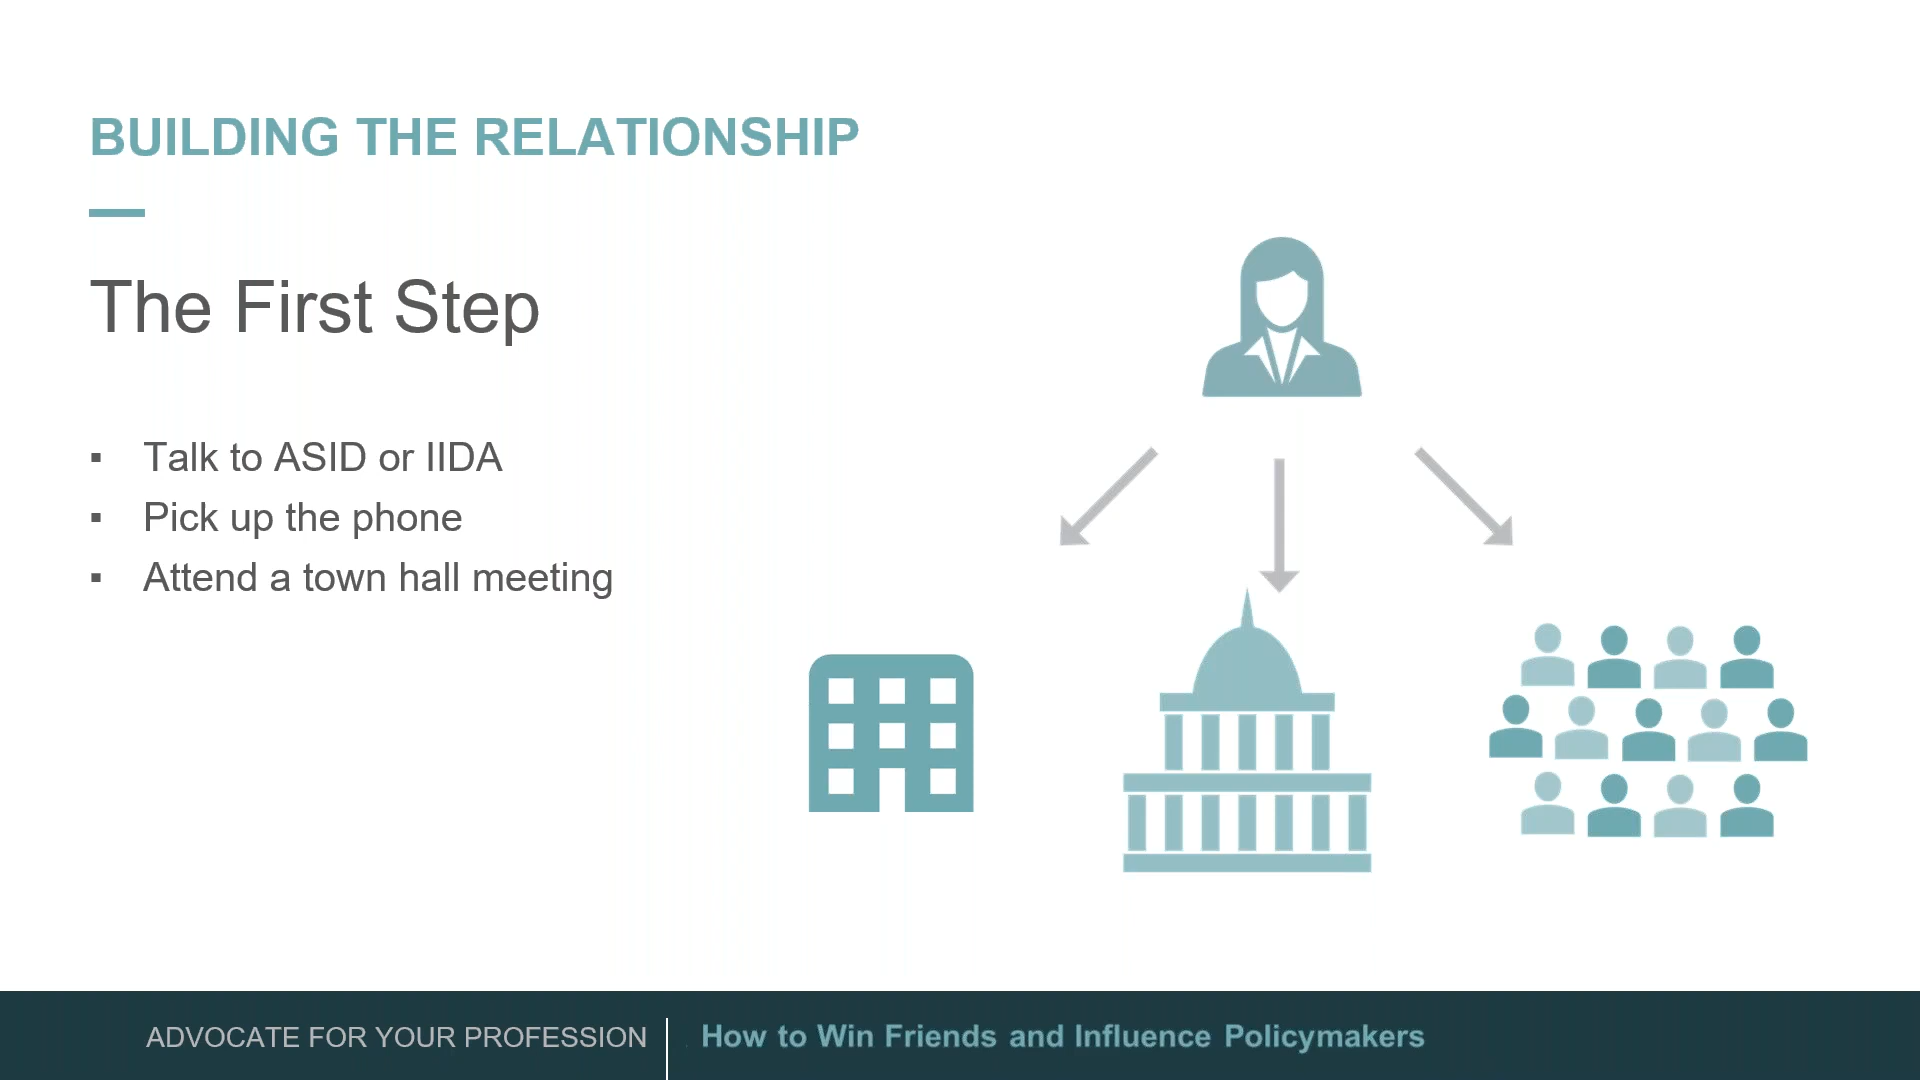 BUILDING THE RELATIONSHIP
The First Step
▪ Talk to ASID or IIDA
▪ Pick up the phone
▪ Attend a town hall meeting
ADVOCATE FOR YOUR PROFESSION
How to Win Friends and Influence Policymakers